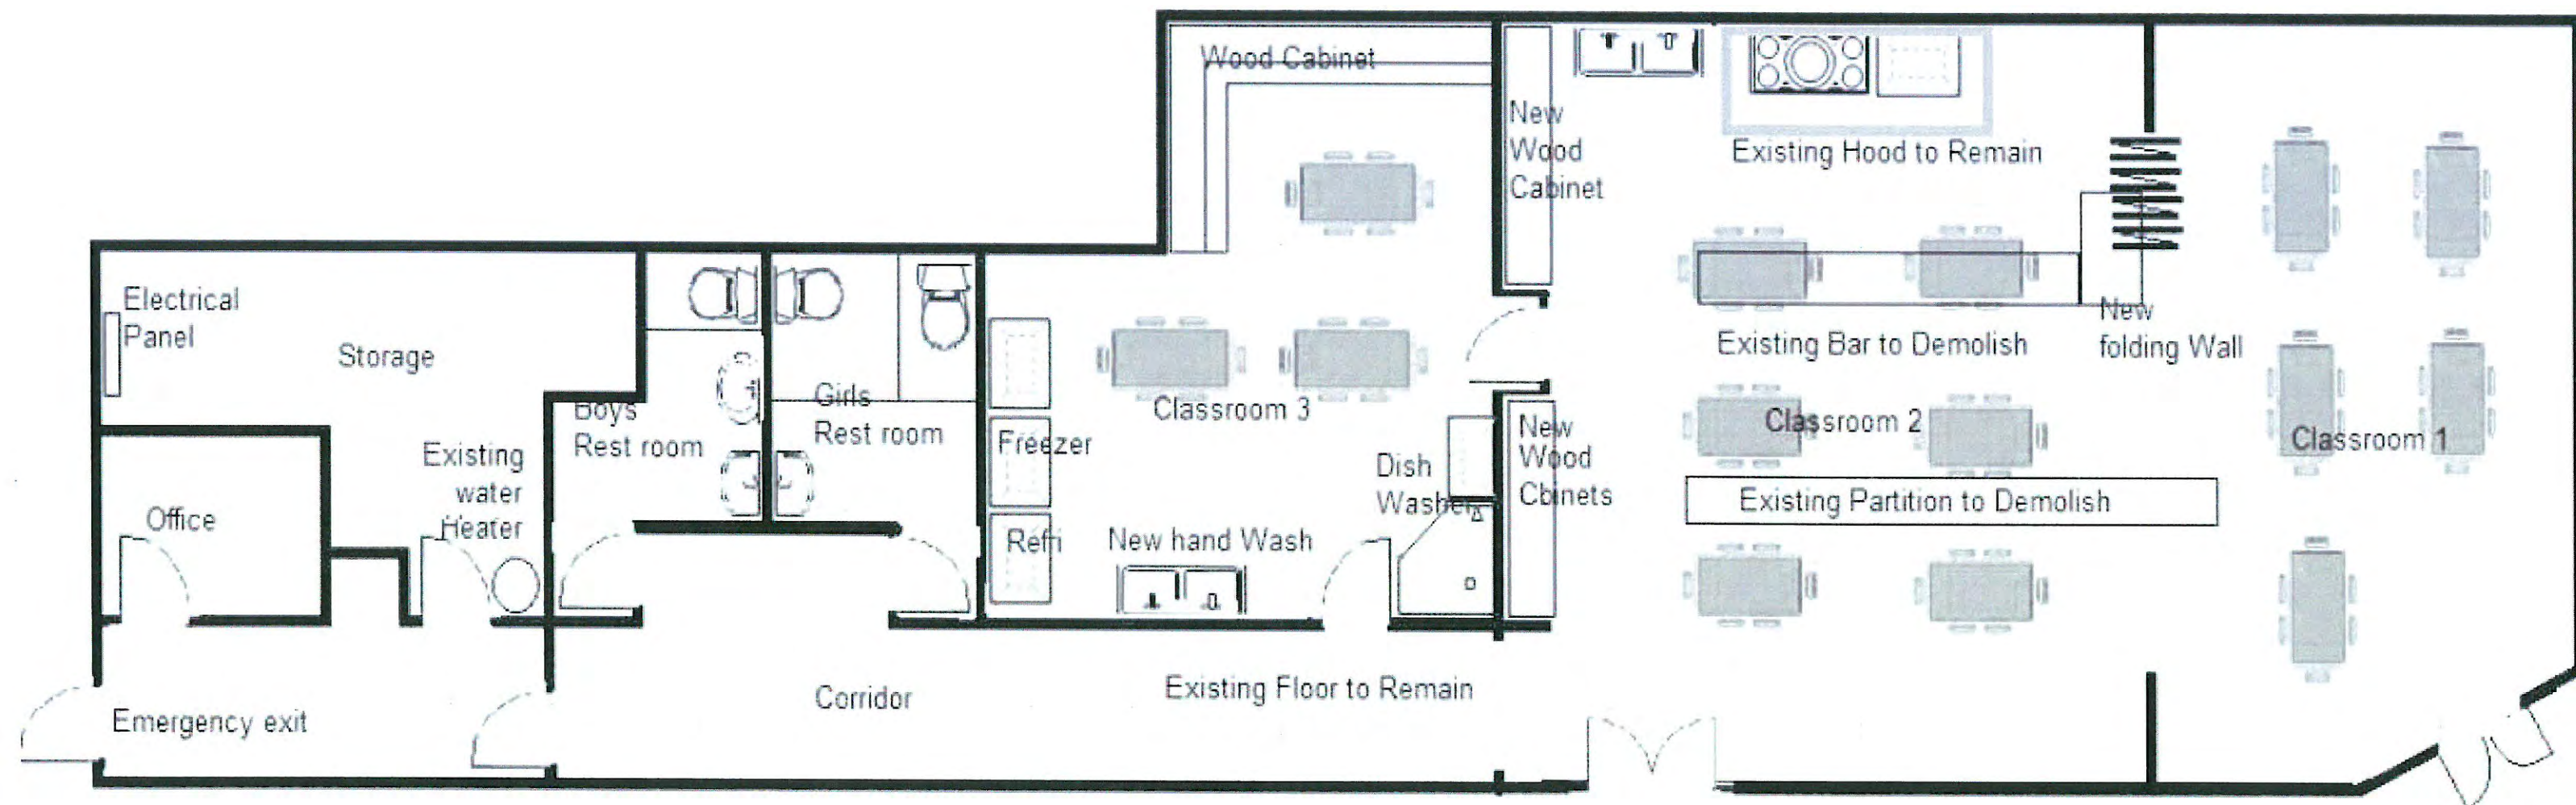 Wood Cabinet
New
Wood
Cabinet
Existing Hood to Remain
Electrical
Panel
Storage
New
folding Wall
Existing Bar to Demolish
Boys
Rest room
Girls
Rest room
Classroom 3
Classroom 2
Classroom 1
Existing
water
Heater
Freezer
Dish
Washer
New
Wood
Cbinets
Existing Partition to Demolish
Office
Refri
New hand Wash
Emergency exit
Corridor
Existing Floor to Remain